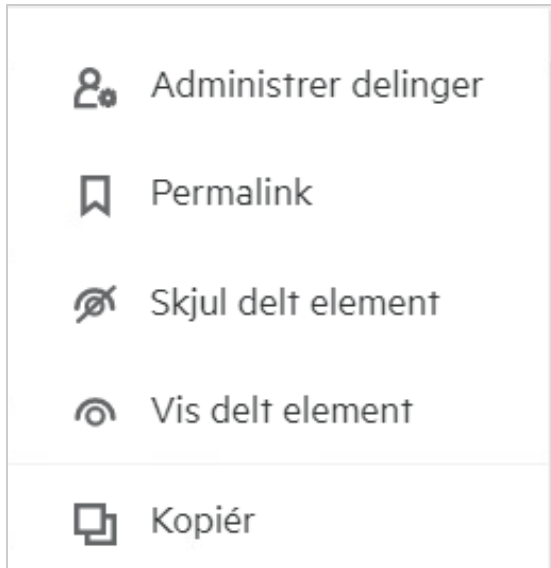 Administrer delinger
Permalink
Skjul delt element
Vis delt element
Kopiér